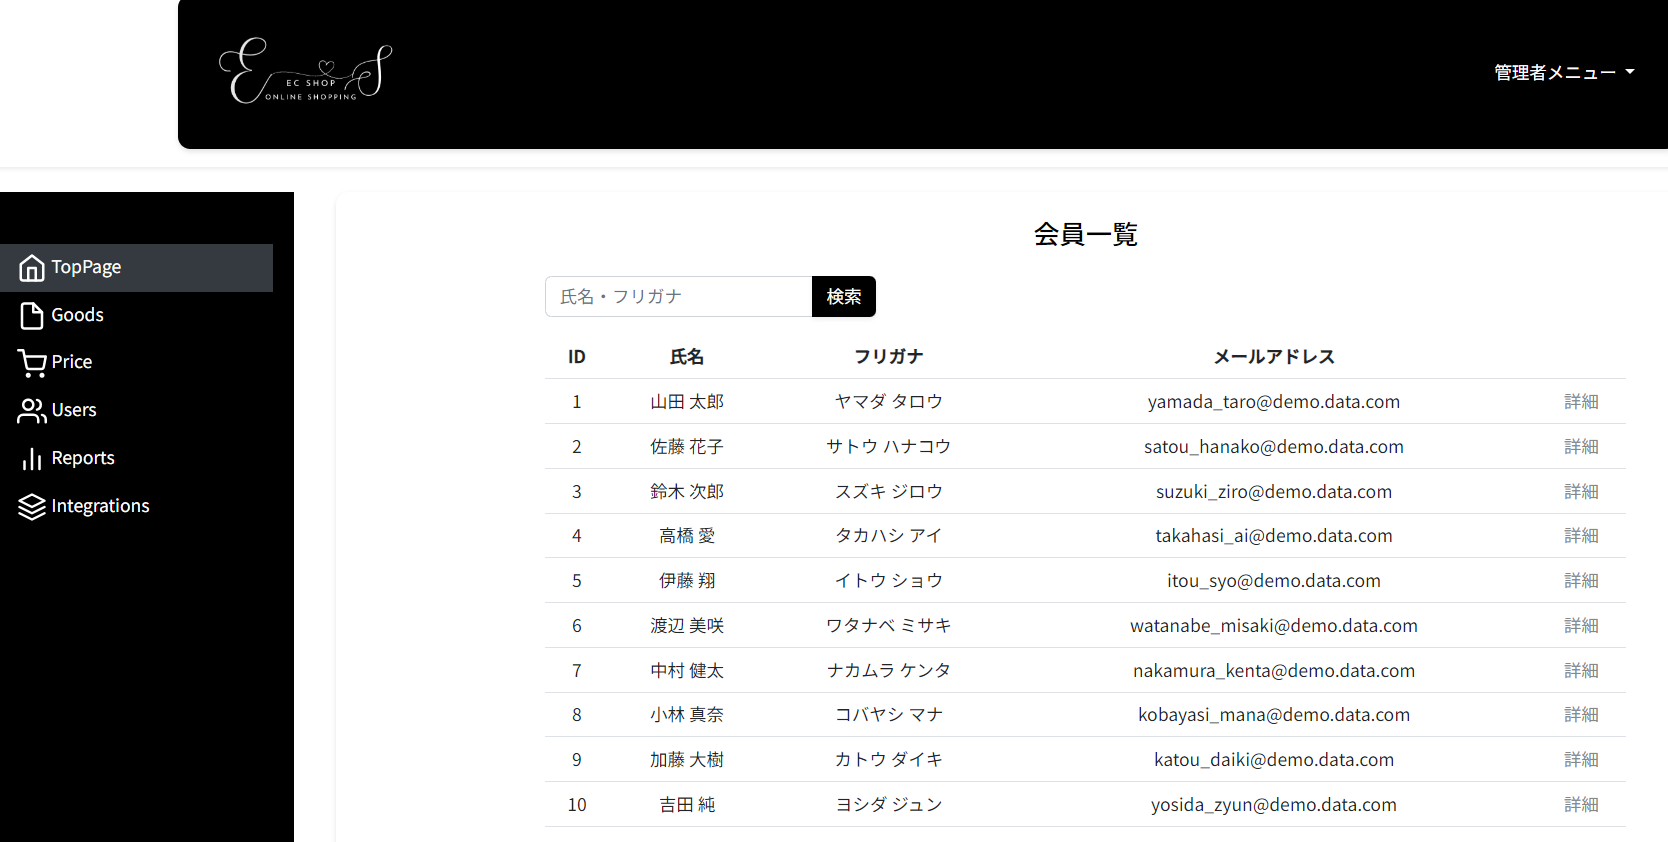 EC SHOP
ONLINE SHOPPING
管理者メニュー
TopPage
Goods
Price
Users
Reports
Integrations
会員一覧
氏名・フリガナ 検索
ID 氏名 フリガナ メールアドレス
1 山田 太郎 ヤマダ タロウ yamada_taro@demo.data.com 詳細
2 佐藤 花子 サトウ ハナコウ satou_hanako@demo.data.com 詳細
3 鈴木 次郎 スズキ ジロウ suzuki_ziro@demo.data.com 詳細
4 高橋 愛 タカハシ アイ takahasi_ai@demo.data.com 詳細
5 伊藤 翔 イトウ ショウ itou_syo@demo.data.com 詳細
6 渡辺 美咲 ワタナベ ミサキ watanabe_misaki@demo.data.com 詳細
7 中村 健太 ナカムラ ケンタ nakamura_kenta@demo.data.com 詳細
8 小林 真奈 コバヤシ マナ kobayasi_mana@demo.data.com 詳細
9 加藤 大樹 カトウ ダイキ katou_daiki@demo.data.com 詳細
10 吉田 純 ヨシダ ジュン yosida_zyun@demo.data.com 詳細